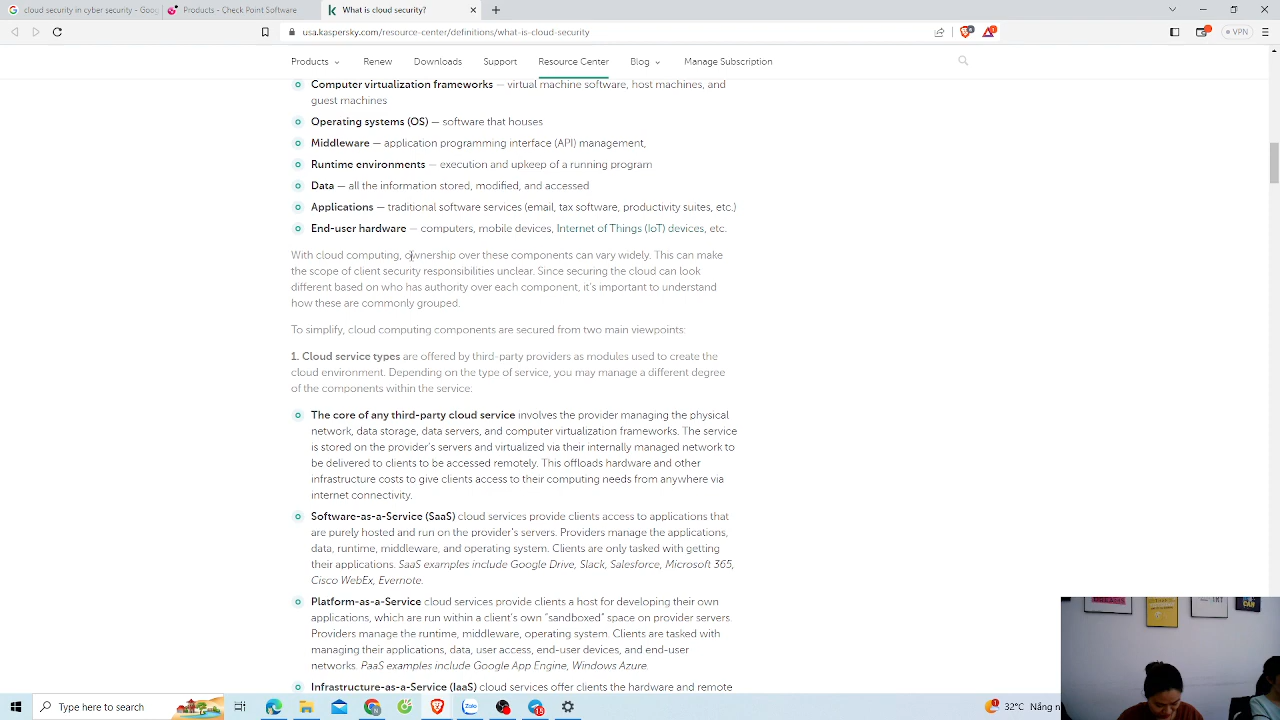 cloud security in cyber security - Goog
Products - Check Point Software
What is cloud security?
usa.kaspersky.com/resource-center/definitions/what-is-cloud-security
VPN
Products
Renew
Downloads
Support
Resource Center
Blog
Manage Subscription
Computer virtualization frameworks — virtual machine software, host machines, and
guest machines
Operating systems (OS) — software that houses
Middleware — application programming interface (API) management,
Runtime environments — execution and upkeep of a running program
Data — all the information stored, modified, and accessed
Applications — traditional software services (email, tax software, productivity suites, etc.)
End-user hardware — computers, mobile devices, Internet of Things (IoT) devices, etc.
With cloud computing, ownership over these components can vary widely. This can make
the scope of client security responsibilities unclear. Since securing the cloud can look
different based on who has authority over each component, it's important to understand
how these are commonly grouped.
To simplify, cloud computing components are secured from two main viewpoints:
1. Cloud service types are offered by third-party providers as modules used to create the
cloud environment. Depending on the type of service, you may manage a different degree
of the components within the service:
The core of any third-party cloud service involves the provider managing the physical
network, data storage, data servers, and computer virtualization frameworks. The service
is stored on the provider's servers and virtualized via their internally managed network to
be delivered to clients to be accessed remotely. This offloads hardware and other
infrastructure costs to give clients access to their computing needs from anywhere via
internet connectivity.
Software-as-a-Service (SaaS) cloud services provide clients access to applications that
are purely hosted and run on the provider's servers. Providers manage the applications,
data, runtime, middleware, and operating system. Clients are only tasked with getting
their applications. SaaS examples include Google Drive, Slack, Salesforce, Microsoft 365,
Cisco WebEx, Evernote.
Platform-as-a-Service cloud services provide clients a host for developing their own
applications, which are run within a client's own "sandboxed" space on provider servers.
Providers manage the runtime, middleware, operating system. Clients are tasked with
managing their applications, data, user access, end-user devices, and end-user
networks. PaaS examples include Google App Engine, Windows Azure.
Infrastructure-as-a-Service (IaaS) cloud services offer clients the hardware and remote
Type here to search
Zalo
32°C Nắng n